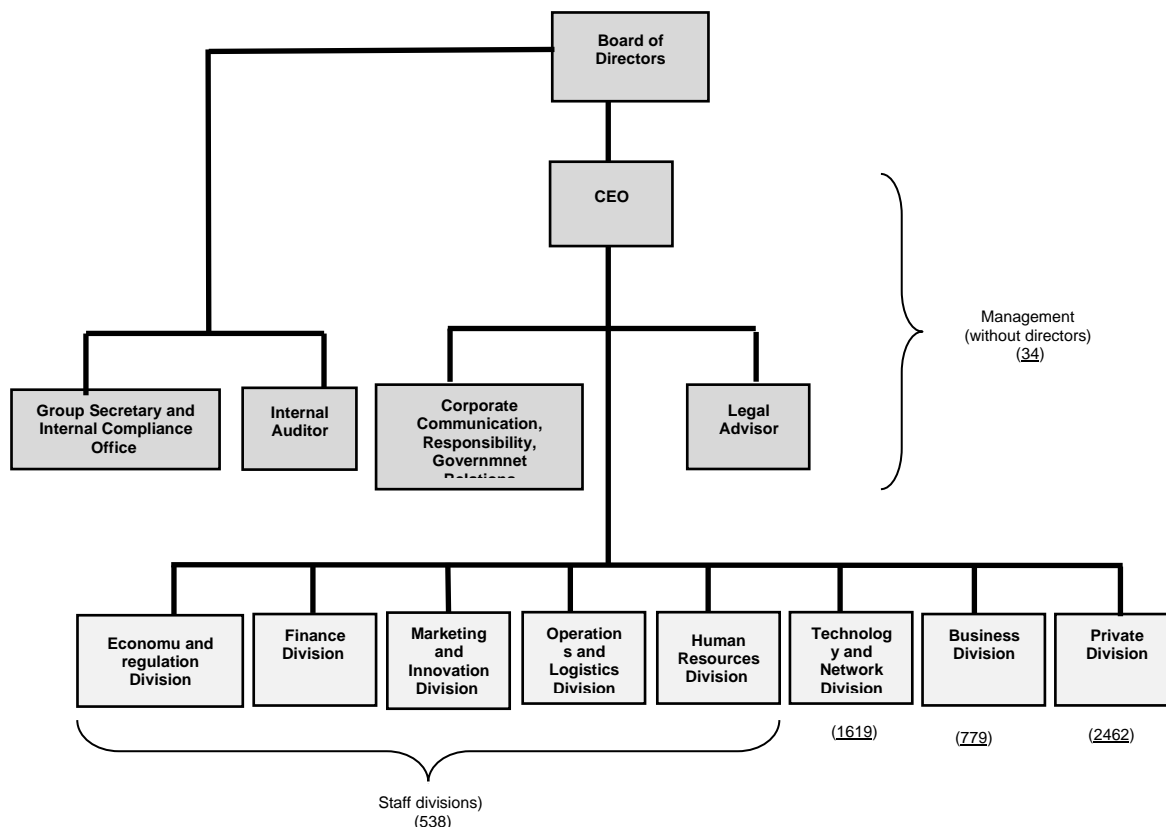 Board of
Directors
CEO
Management
(without directors)
(34)
Group Secretary and
Internal Compliance
Office
Internal
Auditor
Corporate
Communication,
Responsibility,
Governmnet
Relations
Legal
Advisor
Economu and
regulation
Division
Finance
Division
Marketing
and
Innovation
Division
Operation
s and
Logistics
Division
Human
Resources
Division
Technolog
y and
Network
Division
Business
Division
Private
Division
(1619)
(779)
(2462)
Staff divisions)
(538)